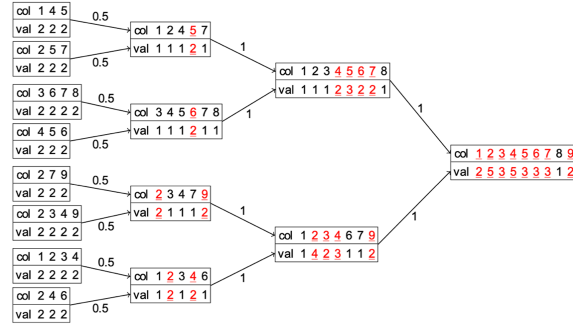 col 1 4 5
val 2 2 2
0.5
col 2 5 7
val 2 2 2
0.5
col 1 2 4 5 7
val 1 1 1 2 1
1
col 3 6 7 8
val 2 2 2 2
0.5
col 4 5 6
val 2 2 2
0.5
col 3 4 5 6 7 8
val 1 1 1 2 1 1
1
col 1 2 3 4 5 6 7 8
val 1 1 1 2 3 2 2 1
1
col 2 7 9
val 2 2 2
0.5
col 2 3 4 9
val 2 2 2 2
0.5
col 2 3 4 7 9
val 2 1 1 1 2
1
col 1 2 3 4
val 2 2 2 2
0.5
col 2 4 6
val 2 2 2
0.5
col 1 2 3 4 6
val 1 2 1 2 1
1
col 1 2 3 4 6 7 9
val 1 4 2 3 1 1 2
1
col 1 2 3 4 5 6 7 8 9
val 2 5 3 5 3 3 3 1 2